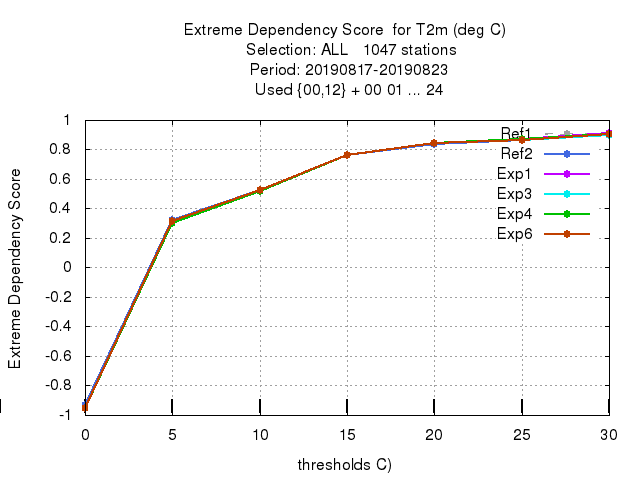 Extreme Dependency Score for T2m (deg C)
Selection: ALL 1047 stations
Period: 20190817-20190823
Used {00,12} + 00 01 ... 24
Extreme Dependency Score
1
0.8
0.6
0.4
0.2
0
-0.2
-0.4
-0.6
-0.8
-1
Ref1
Ref2
Exp1
Exp3
Exp4
Exp6
0 5 10 15 20 25 30
thresholds C)